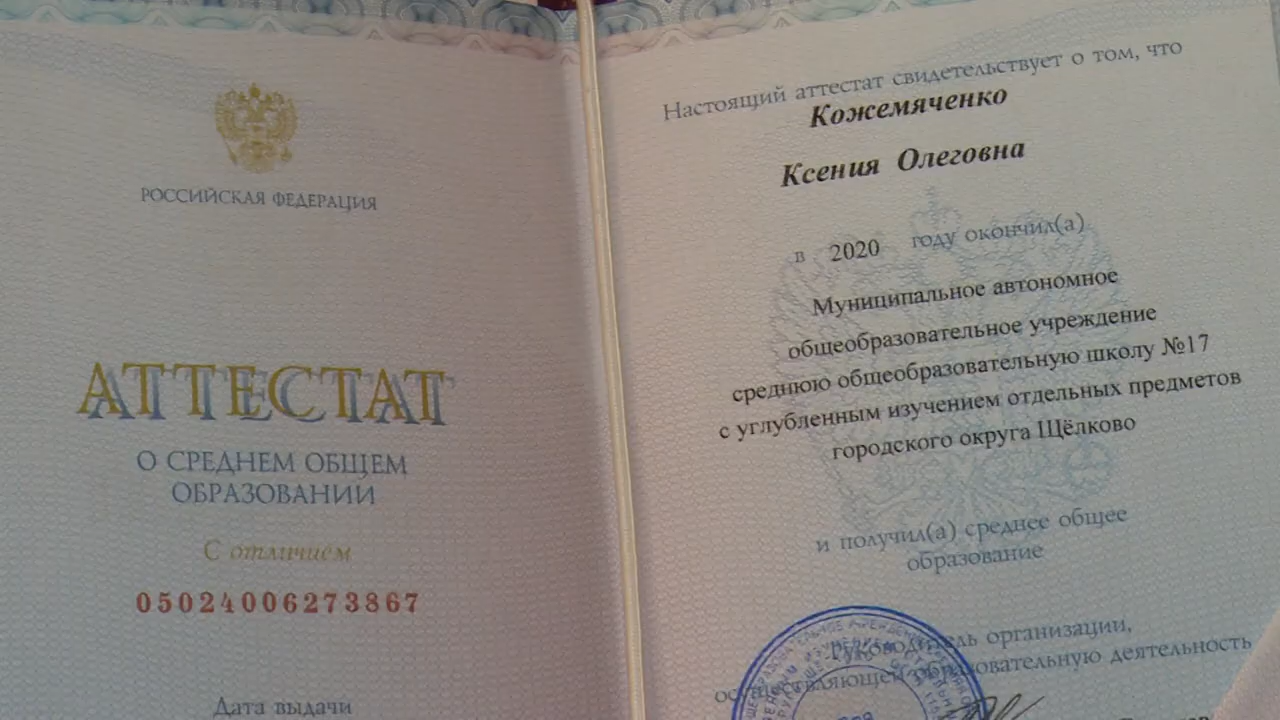 РОССИЙСКАЯ ФЕДЕРАЦИЯ
АТТЕСТАТ
О СРЕДНЕМ ОБЩЕМ
ОБРАЗОВАНИИ
С отличием
05024006273867
Дата выдачи
Настоящий аттестат свидетельствует о том, что
Кожемяченко
Ксения Олеговна
в 2020 году окончил(а)
Муниципальное автономное
общеобразовательное учреждение
среднюю общеобразовательную школу №17
с углубленным изучением отдельных предметов
городского округа Щёлково
и получил(а) среднее общее
образование
Руководитель организации,
осуществляющей образовательную деятельность